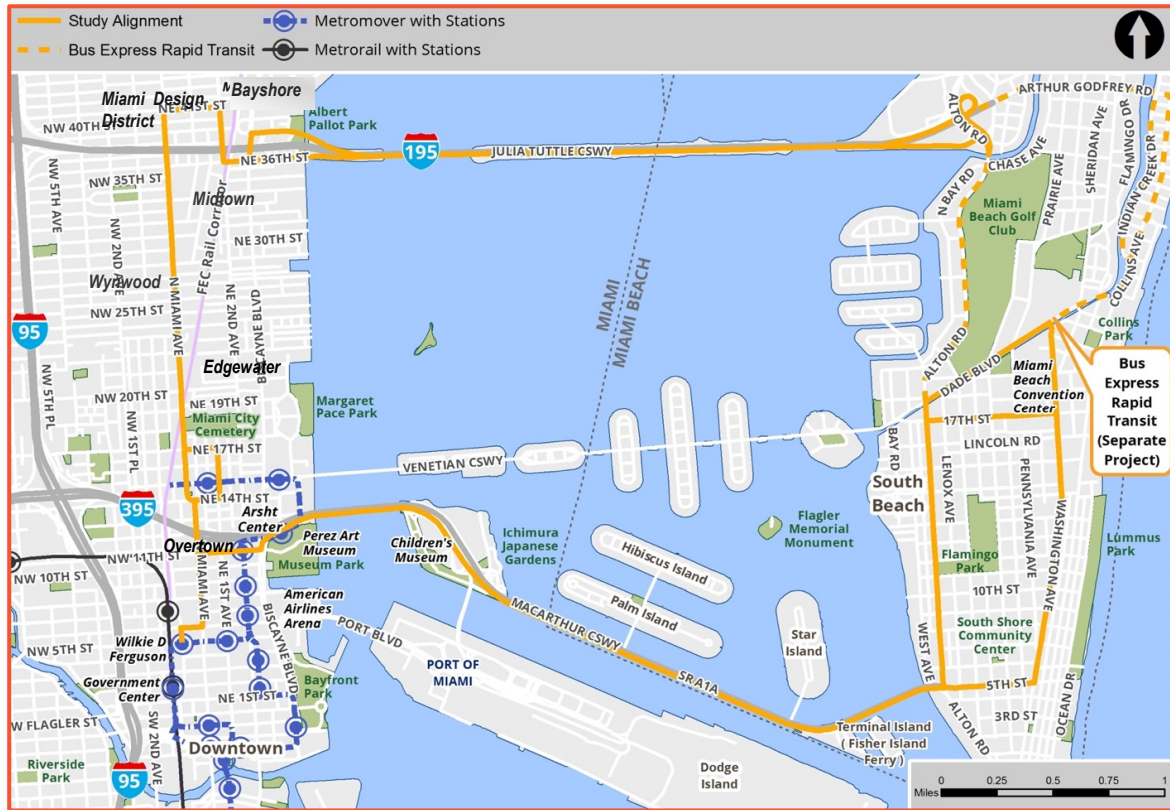 Study Alignment
Metromover with Stations
Bus Express Rapid Transit
Metrorail with Stations
Miami Design
District
Bayshore
NE 41ST ST
Albert
Pallot Park
NW 40TH ST
195
JULIA TUTTLE CSWY
ARTHUR GODFREY RD
ALTON RD
CHASE AVE
NE 36TH ST
NW 35TH ST
NW 5TH AVE
NW 2ND AVE
Midtown
FEC Rail Corridor
NE 30TH ST
N BAY RD
Miami
Beach Golf
Club
PRAIRIE AVE
SHERIDAN AVE
FLAMINGO DR
INDIAN CREEK DR
COLLINS AVE
Wynwood
NW 25TH ST
N MIAMI AVE
NE 2ND AVE
BISCAYNE BLVD
MIAMI
MIAMI BEACH
95
Edgewater
ALTON RD
DADE BLVD
Collins
Park
Miami
Beach
Convention
Center
Bus
Express
Rapid
Transit
(Separate
Project)
NW 5TH PL
NW 20TH ST
NW 1ST PL
NE 19TH ST
Miami City
Cemetery
Margaret
Pace Park
NE 17TH ST
17TH ST
LINCOLN RD
BAY RD
VENETIAN CSWY
South
Beach
LENOX AVE
PENNSYLVANIA AVE
WASHINGTON AVE
395
NE 14TH ST
Arsht
Center
Overtown
Perez Art
Museum
Museum Park
Children's
Museum
Ichimura
Japanese
Gardens
Flagler
Memorial
Monument
Hibiscus Island
Flamingo
Park
Lummus
Park
NW 11TH ST
NW 10TH ST
N MIAMI AVE
NE 1ST AVE
American
Airlines
Arena
BISCAYNE BLVD
PORT BLVD
MACARTHUR CSWY
Palm Island
10TH ST
South Shore
Community
Center
Star
Island
WEST AVE
Wilkie D
Ferguson
NW 5TH ST
Government
Center
PORT OF
MIAMI
SR A1A
5TH ST
OCEAN DR
NE 1ST ST
Bayfront
Park
3RD ST
W FLAGLER ST
SW 2ND AVE
Downtown
Terminal Island
( Fisher Island
Ferry )
ALTON RD
Riverside
Park
95
Dodge
Island
0 0.25 0.5 0.75 1
Miles